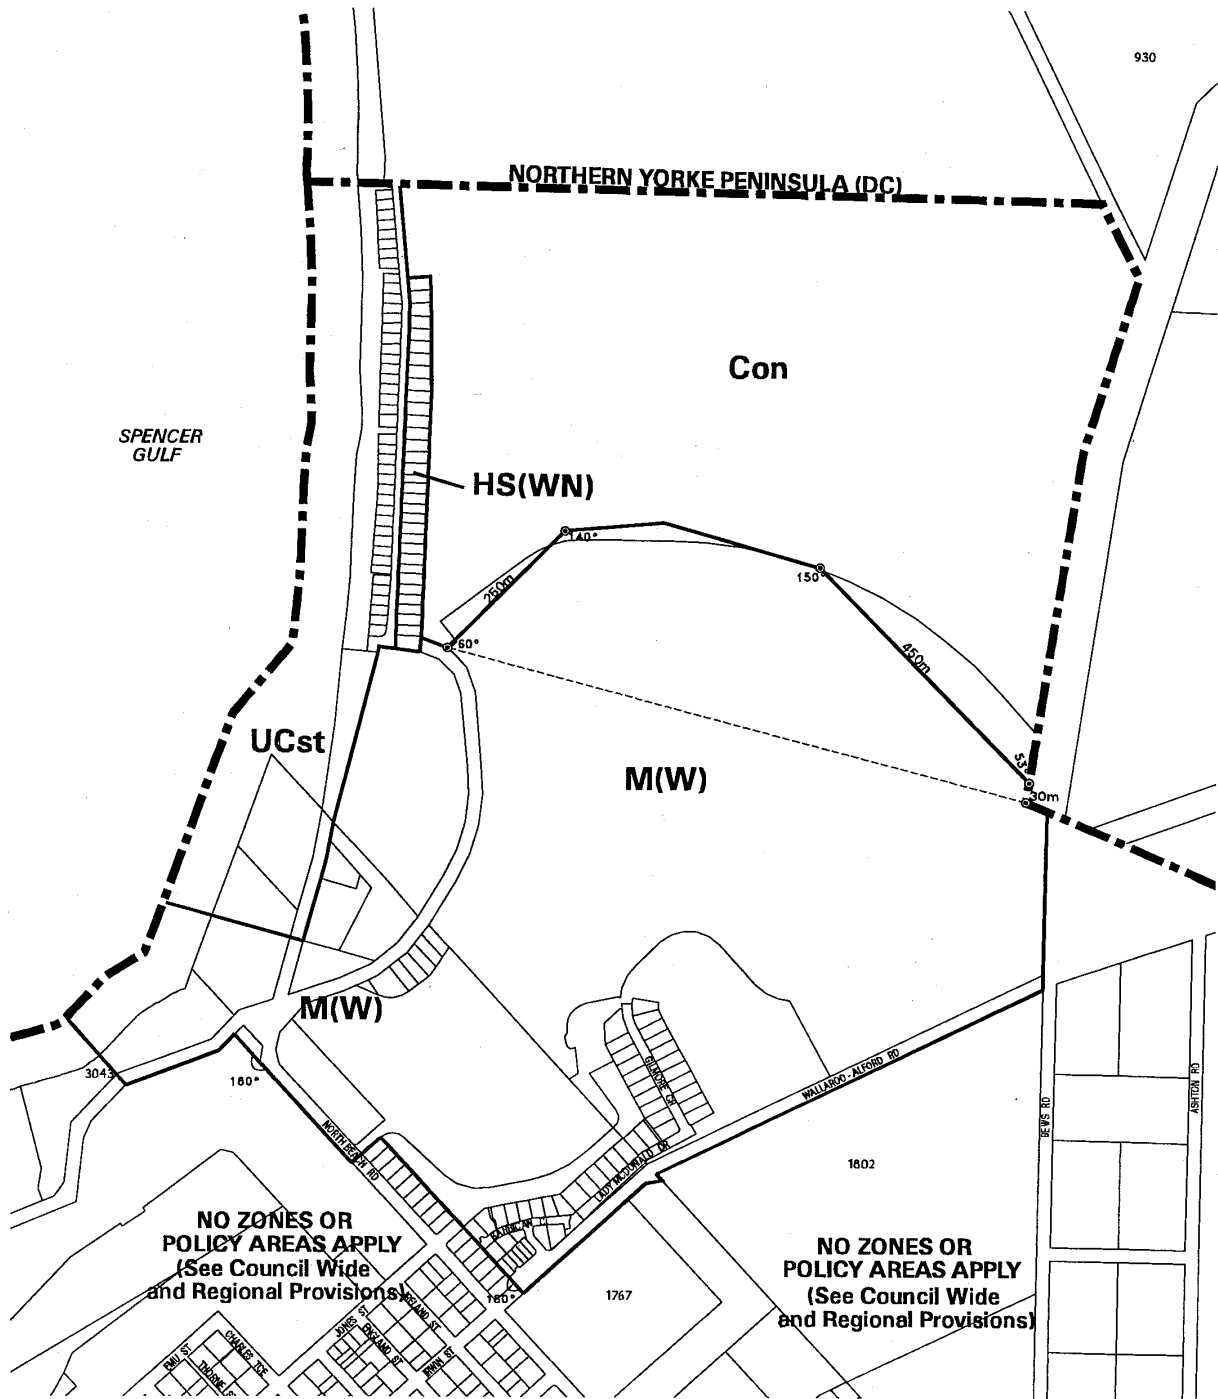 930
NORTHERN YORKE PENINSULA (DC)
Con
SPENCER
GULF
HS(WN)
140°
150°
250m
60°
450m
UCst
M(W)
53°
30m
M(W)
3043
180°
NORTH BEACH RD
GILMORE CR
WALLAROO - ALFORD RD
BEWS RD
ASHTON RD
LADY MCDONALD DR
1802
NO ZONES OR
POLICY AREAS APPLY
(See Council Wide
and Regional Provisions)
NO ZONES OR
POLICY AREAS APPLY
(See Council Wide
and Regional Provisions)
180°
1767
IRELAND ST
JONES ST
ENGLAND ST
IRWIN ST
EMU ST
CHARLES TCE